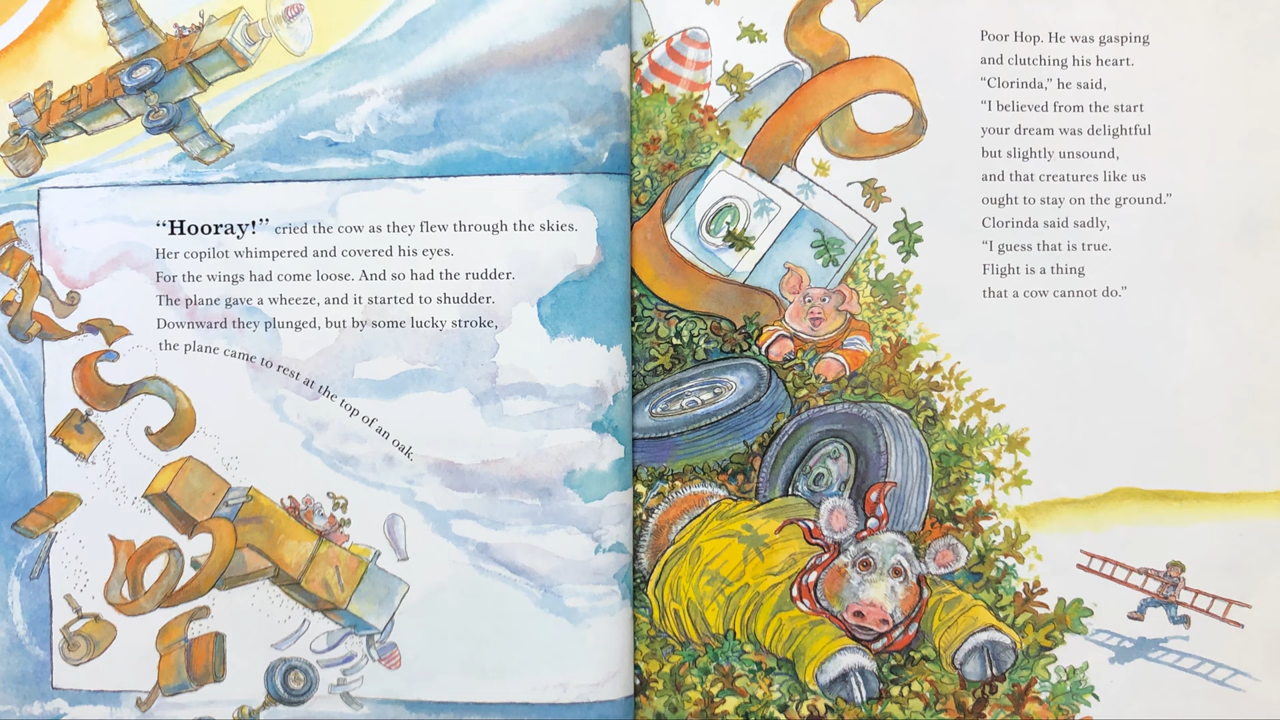 “Hooray!” cried the cow as they flew through the skies.
Her copilot whimpered and covered his eyes.
For the wings had come loose. And so had the rudder.
The plane gave a wheeze, and it started to shudder.
Downward they plunged, but by some lucky stroke,
the plane came to rest at the top of an oak.
Poor Hop. He was gasping
and clutching his heart.
“Clorinda,” he said,
“I believed from the start
your dream was delightful
but slightly unsound,
and that creatures like us
ought to stay on the ground.”
Clorinda said sadly,
“I guess that is true.
Flight is a thing
that a cow cannot do.”